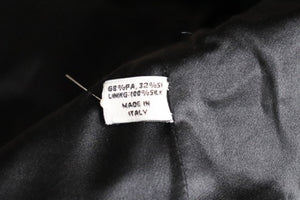 68%PA, 32%SI
LINING:100%SILK
MADE IN
ITALY